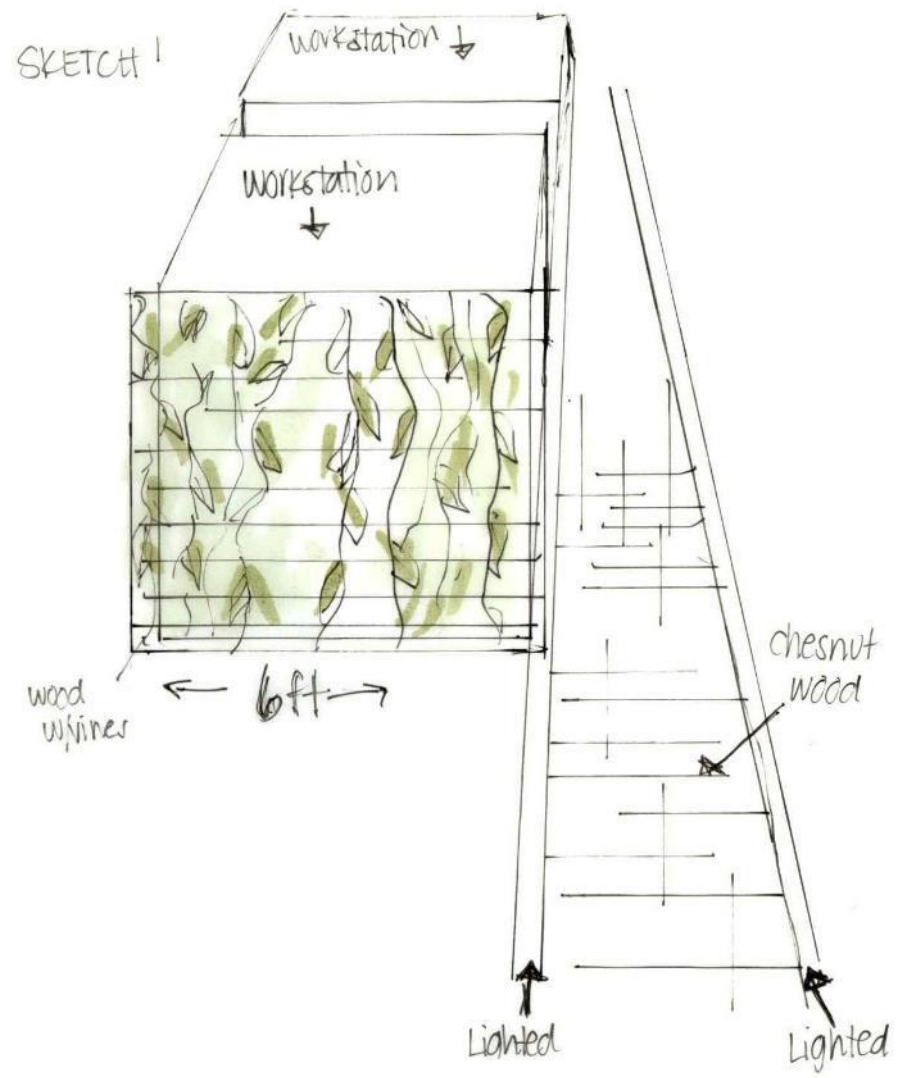 SKETCH 1
workstation
workstation
6ft
wood
w/vines
chesnut
wood
Lighted
Lighted